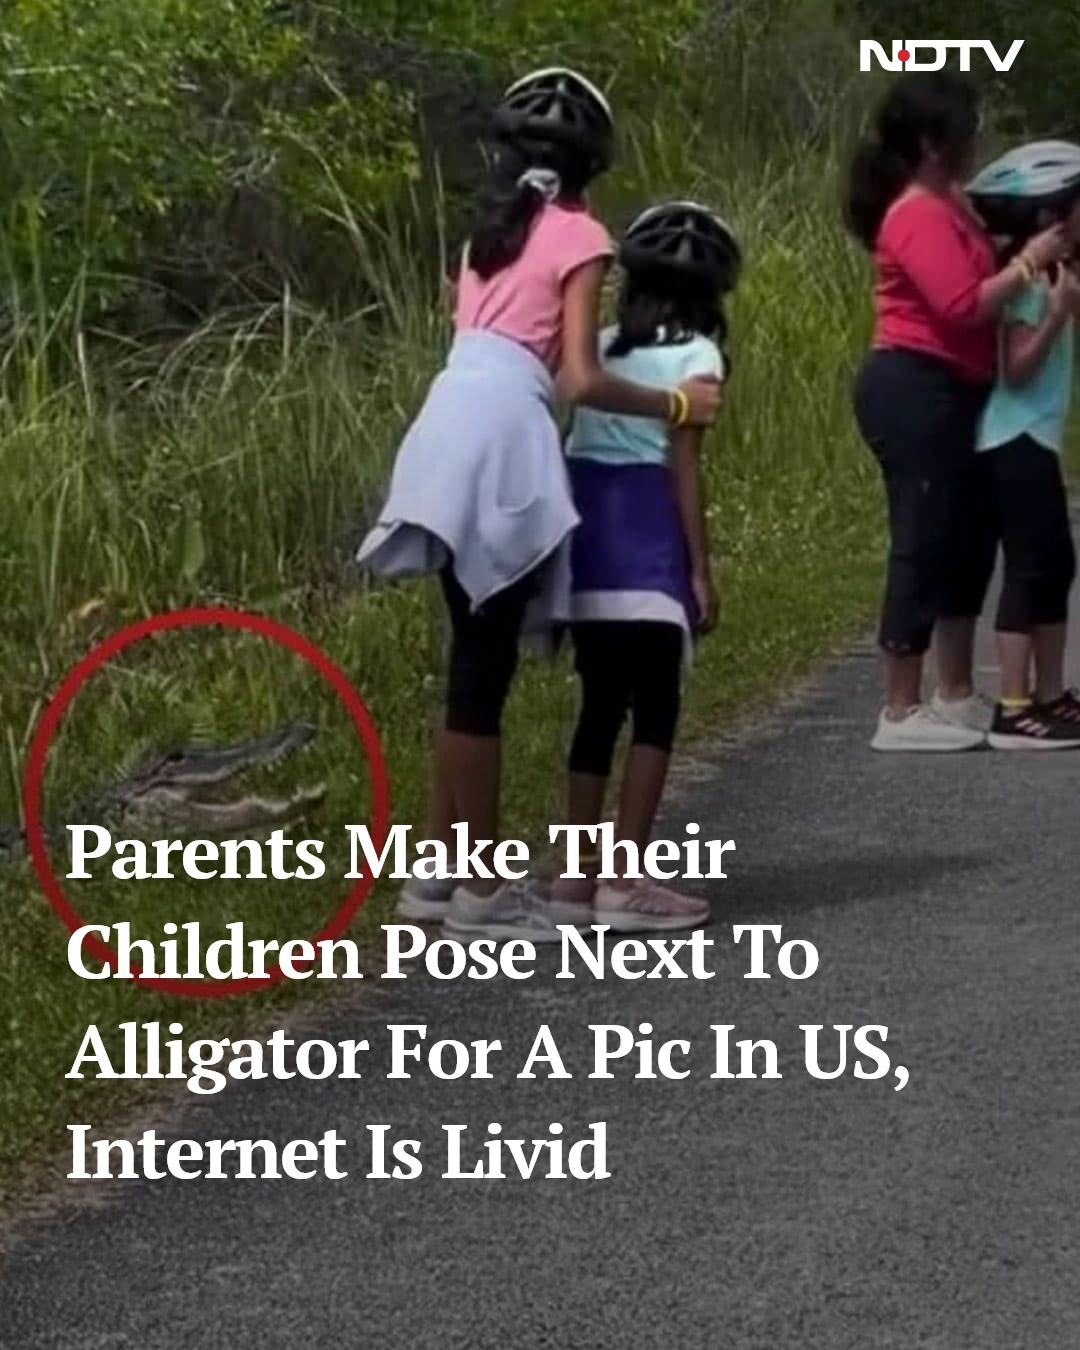 NDTV
Parents Make Their
Children Pose Next To
Alligator For A Pic In US,
Internet Is Livid